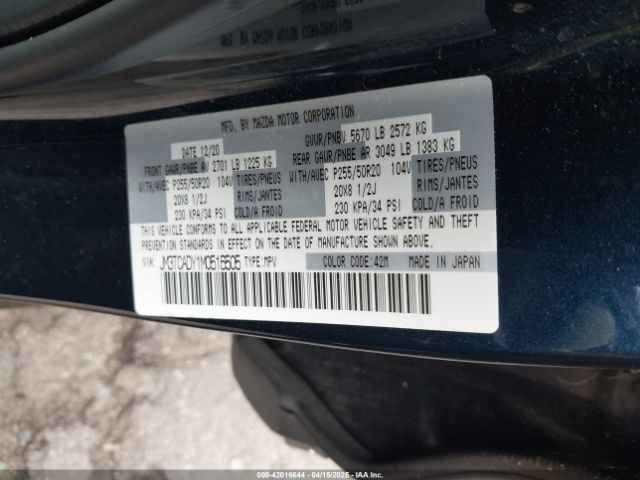 MFD. BY MAZDA MOTOR CORPORATION
DATE 12/20 GVWR/PNBV 5670 LB 2572 KG
FRONT GAWR/PNBE AV 2701 LB 1225 KG REAR GAWR/PNBE AR 3049 LB 1383 KG
WITH/AVEC P255/50R20 104V TIRES/PNEUS WITH/AVEC P255/50R20 104V TIRES/PNEUS
20X8 1/2J RIMS/JANTES 20X8 1/2J RIMS/JANTES
230 KPA/34 PSI COLD/A FROID 230 KPA/34 PSI COLD/A FROID
THIS VEHICLE CONFORMS TO ALL APPLICABLE FEDERAL MOTOR VEHICLE SAFETY AND THEFT
PREVENTION STANDARDS IN EFFECT ON THE DATE OF MANUFACTURE SHOWN ABOVE.
VIN: JM3TCADY1M0516505 TYPE: MPV COLOR CODE: 42M MADE IN JAPAN
000-42016644 - 04/15/2025 - IAA Inc.